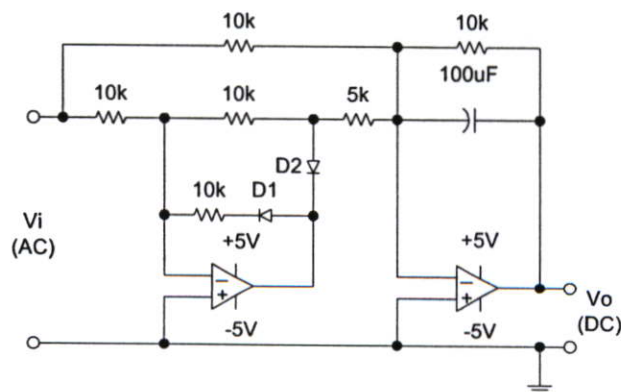 10k
10k
100uF
10k
10k
5k
D2
10k
D1
Vi
(AC)
+5V
+5V
−
+
−
+
-5V
-5V
Vo
(DC)